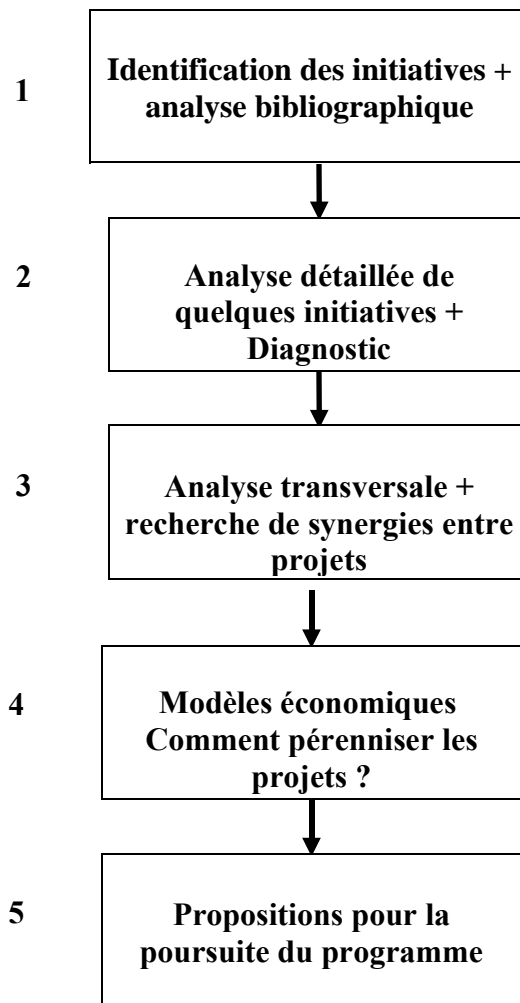 1
Identification des initiatives +
analyse bibliographique
2
Analyse détaillée de
quelques initiatives +
Diagnostic
3
Analyse transversale +
recherche de synergies entre
projets
4
Modèles économiques
Comment pérenniser les
projets ?
5
Propositions pour la
poursuite du programme